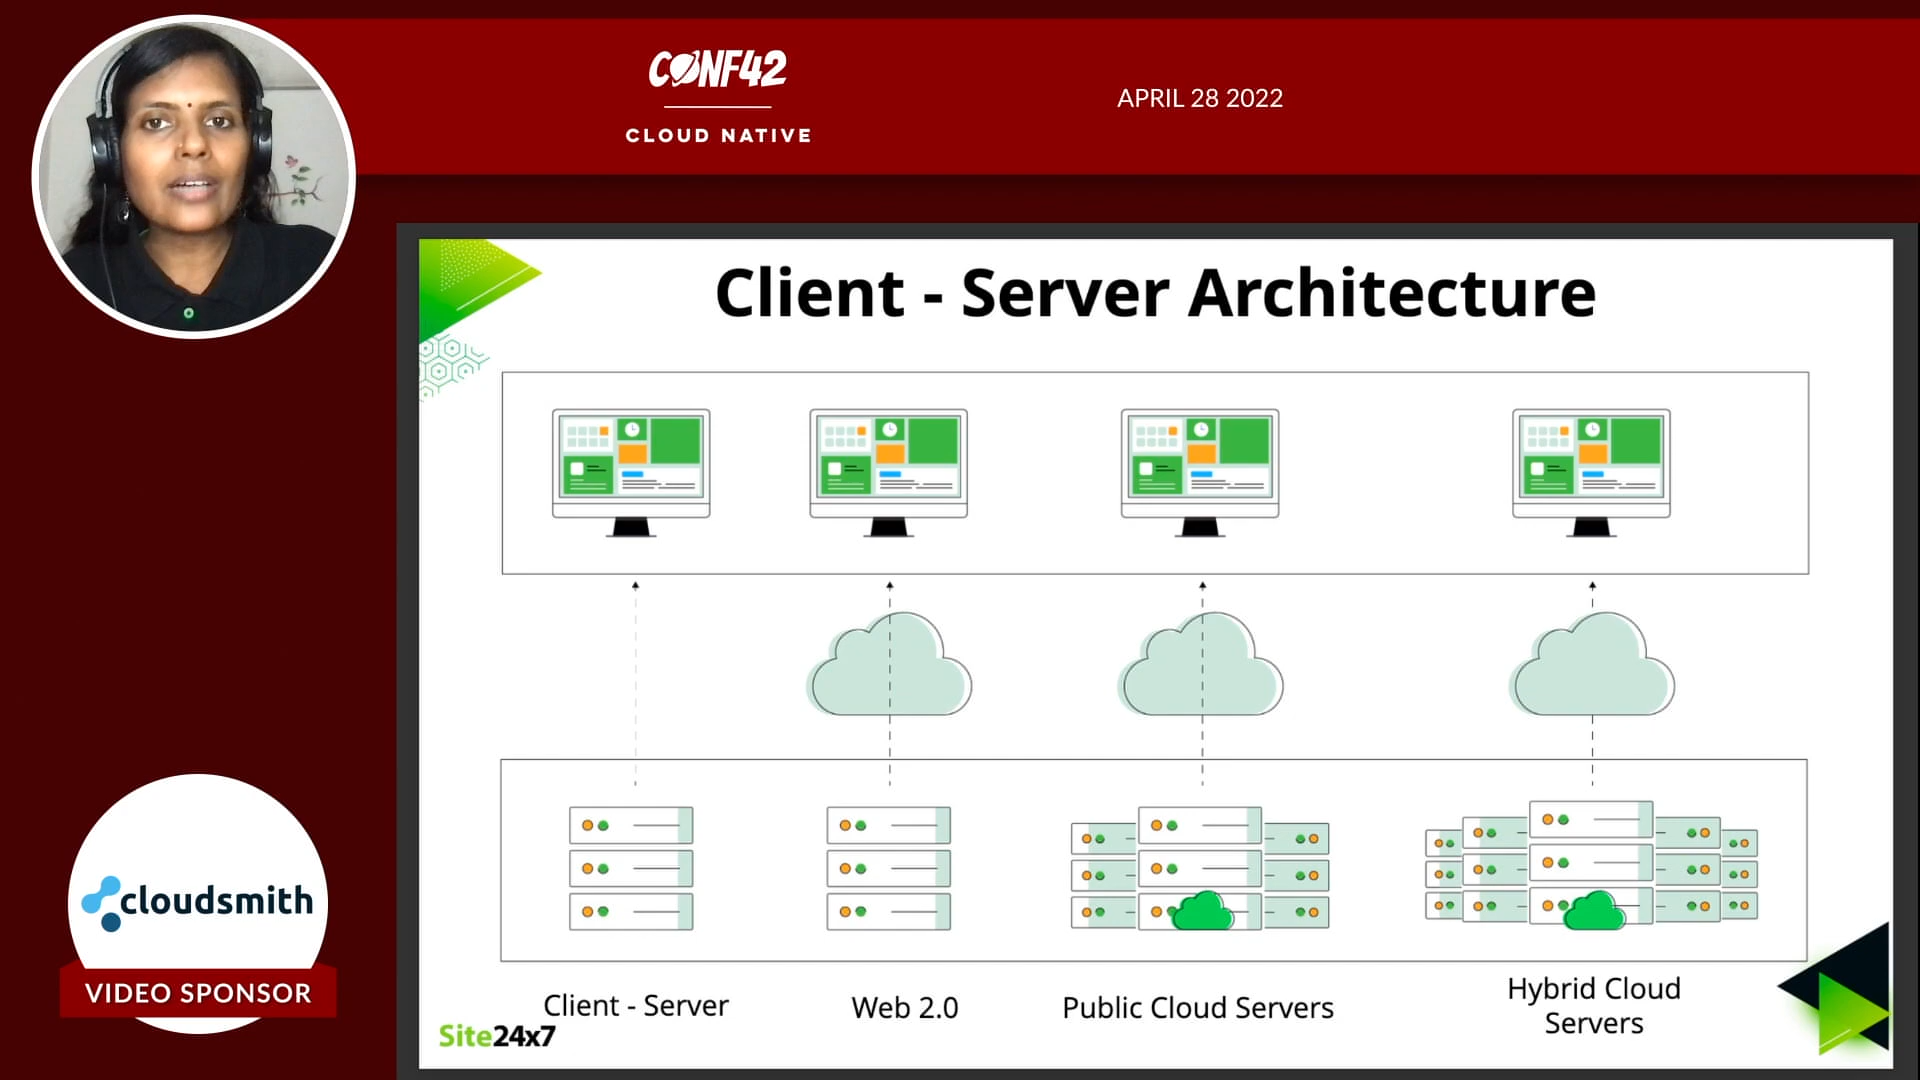 CONF42
CLOUD NATIVE
APRIL 28 2022
Client - Server Architecture
Client - Server
Web 2.0
Public Cloud Servers
Hybrid Cloud
Servers
Site24x7
cloudsmith
VIDEO SPONSOR